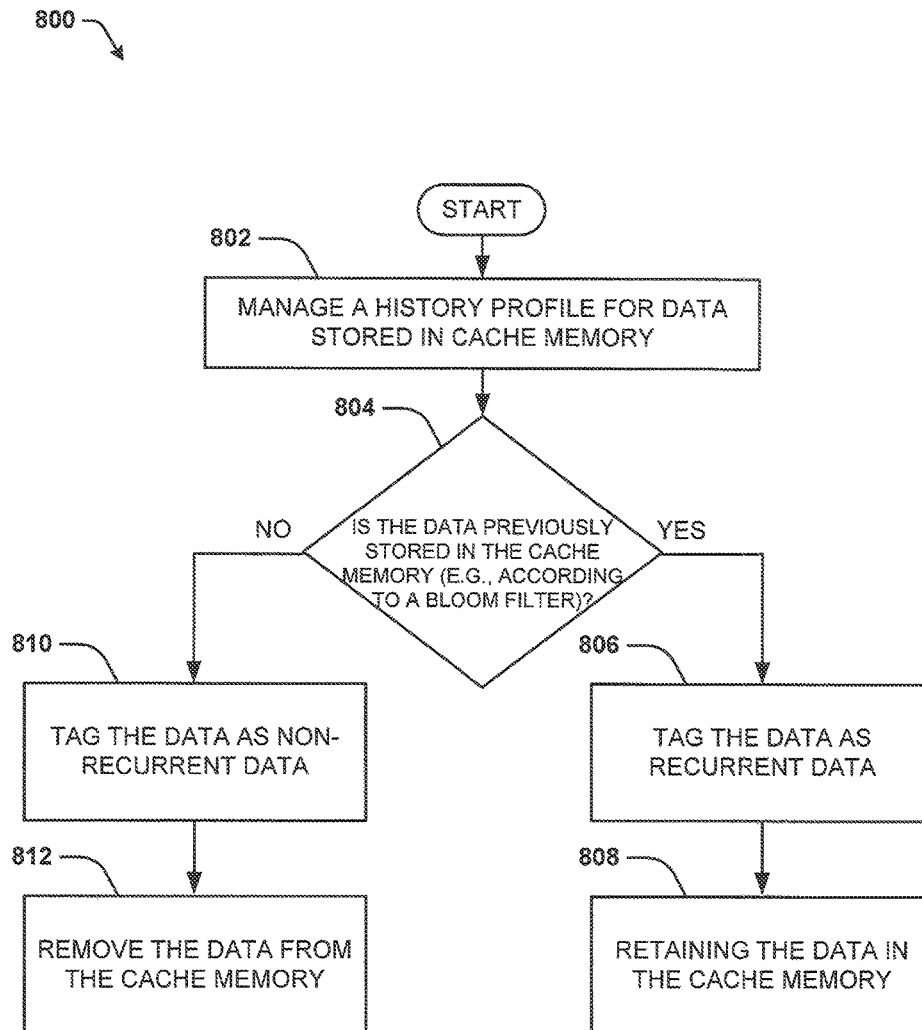 800
START
802
MANAGE A HISTORY PROFILE FOR DATA
STORED IN CACHE MEMORY
804
NO
YES
IS THE DATA PREVIOUSLY
STORED IN THE CACHE
MEMORY (E.G., ACCORDING
TO A BLOOM FILTER)?
810
TAG THE DATA AS NON-
RECURRENT DATA
806
TAG THE DATA AS
RECURRENT DATA
812
REMOVE THE DATA FROM
THE CACHE MEMORY
808
RETAINING THE DATA IN
THE CACHE MEMORY